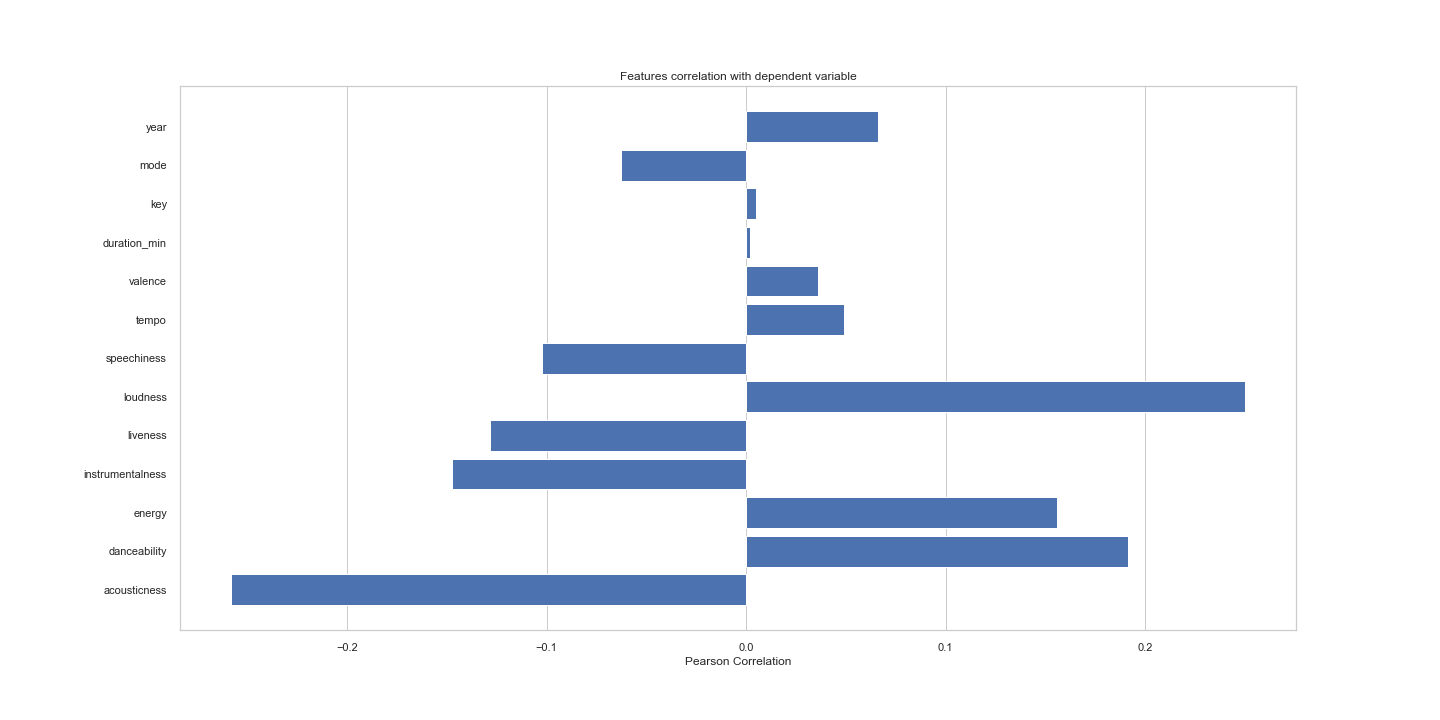 Features correlation with dependent variable
year
mode
key
duration_min
valence
tempo
speechiness
loudness
liveness
instrumentalness
energy
danceability
acousticness
−0.2 −0.1 0.0 0.1 0.2
Pearson Correlation